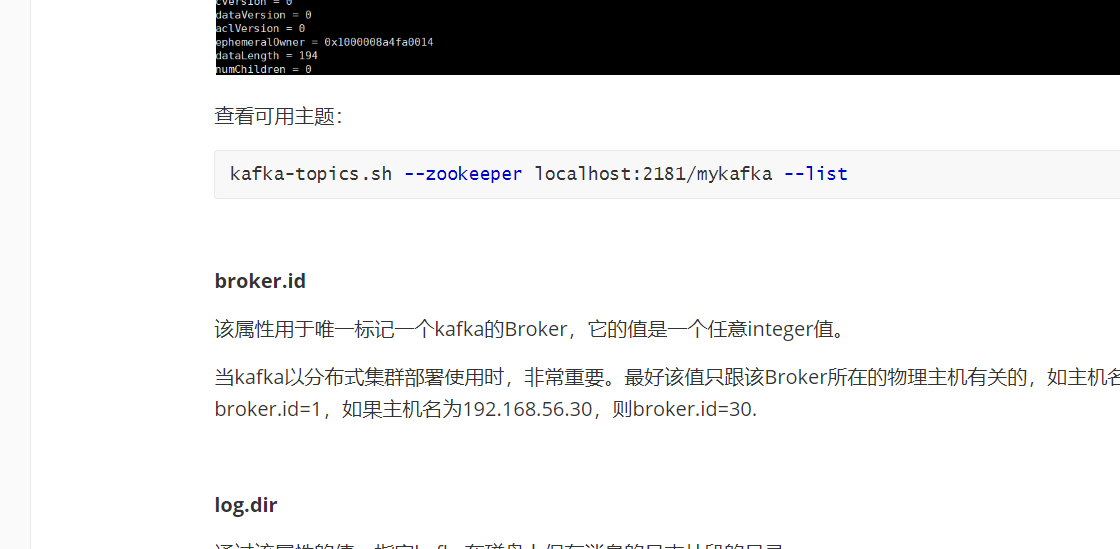 cversion = 0
dataVersion = 0
aclVersion = 0
ephemeralOwner = 0x1000008a4fa0014
dataLength = 194
numChildren = 0
查看可用主题：
kafka-topics.sh --zookeeper localhost:2181/mykafka --list
broker.id
该属性用于唯一标记一个kafka的Broker，它的值是一个任意integer值。
当kafka以分布式集群部署使用时，非常重要。最好该值只跟该Broker所在的物理主机有关的，如主机名
broker.id=1，如果主机名为192.168.56.30，则broker.id=30.
log.dir